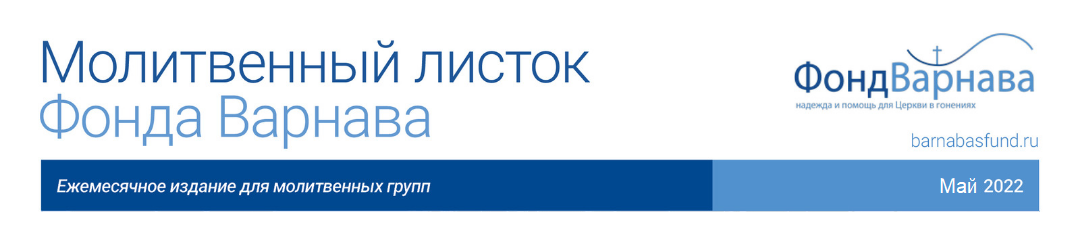 Молитвенный листок
Фонда Варнава
ФондВарнава
надежда и помощь для Церкви в гонениях
barnabasfund.ru
Ежемесячное издание для молитвенных групп
Май 2022